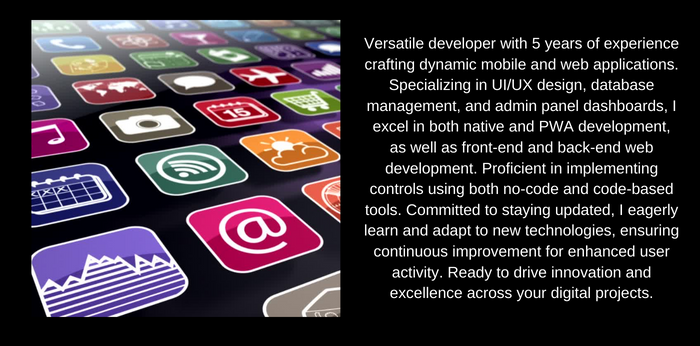 15
@
Versatile developer with 5 years of experience
crafting dynamic mobile and web applications.
Specializing in UI/UX design, database
management, and admin panel dashboards, I
excel in both native and PWA development,
as well as front-end and back-end web
development. Proficient in implementing
controls using both no-code and code-based
tools. Committed to staying updated, I eagerly
learn and adapt to new technologies, ensuring
continuous improvement for enhanced user
activity. Ready to drive innovation and
excellence across your digital projects.